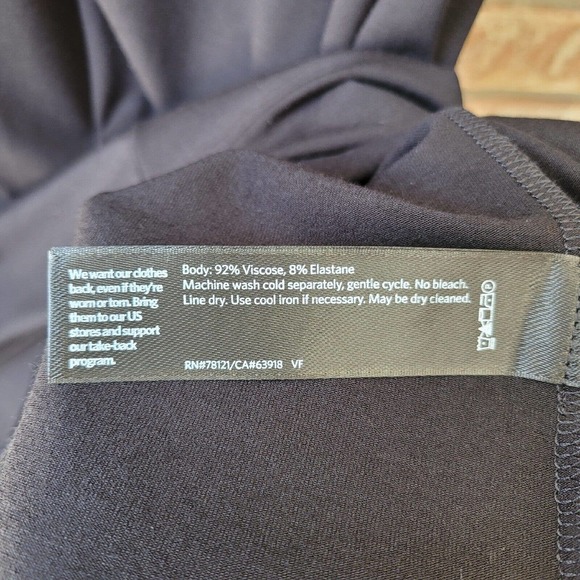 We want our clothes
back, even if they're
worn or torn. Bring
them to our US
stores and support
our take-back
program.
Body: 92% Viscose, 8% Elastane
Machine wash cold separately, gentle cycle. No bleach.
Line dry. Use cool iron if necessary. May be dry cleaned.
RN#78121/CA#63918 VF